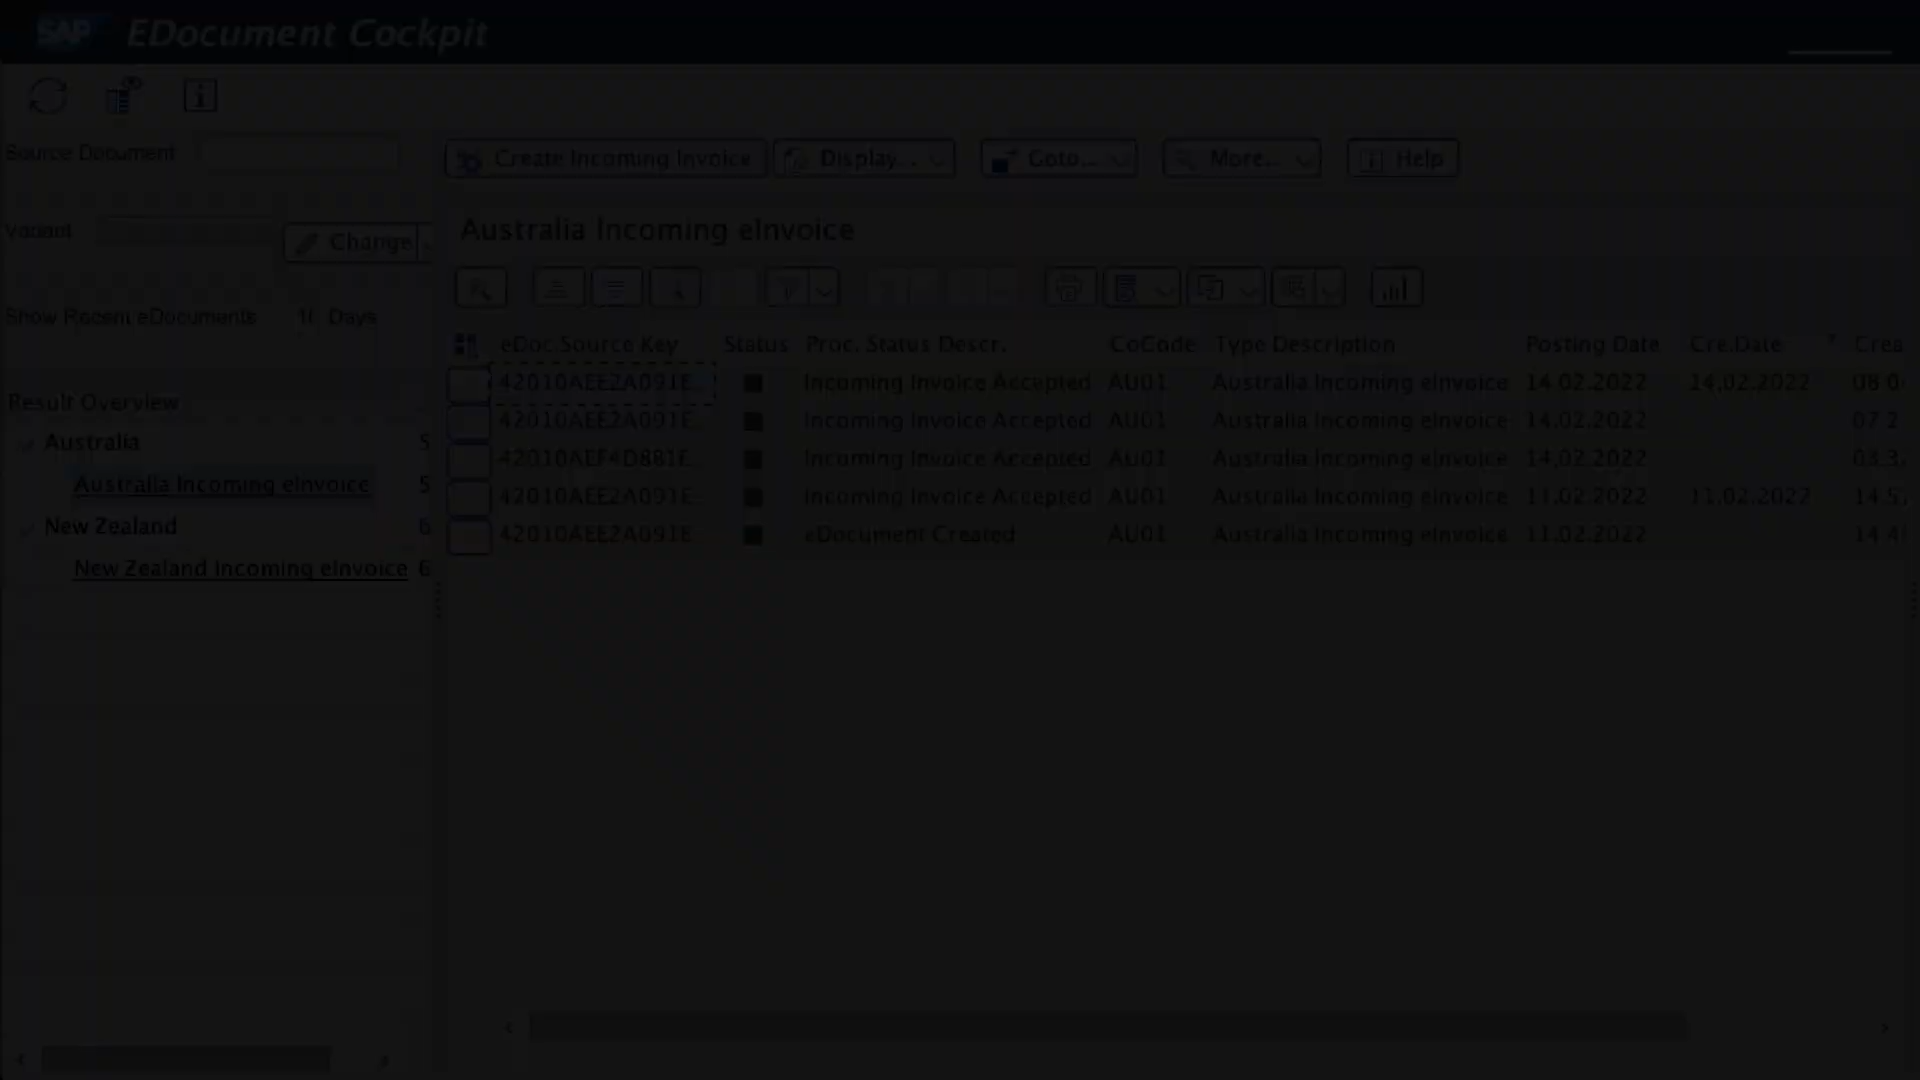 SAP EDocument Cockpit
Source Document
Create Incoming Invoice Display... Goto... More... Help
Variant
Change
Australia Incoming eInvoice
Show Recent eDocuments Days
eDoc Source Key Status Proc. Status Descr. CoCode Type Description Posting Date Cre.Date Crea
42010AEE2A091E... Incoming Invoice Accepted AU01 Australia Incoming eInvoice 14.02.2022 14.02.2022
Result Overview
42010AEE2A091E... Incoming Invoice Accepted AU01 Australia Incoming eInvoice 14.02.2022
Australia 5
Incoming Invoice Accepted AU01 Australia Incoming eInvoice 14.02.2022
Australia Incoming eInvoice 5
42010AEE2A091E... Incoming Invoice Accepted AU01 Australia Incoming eInvoice 11.02.2022 11.02.2022
New Zealand 6
42010AEE2A091E... eDocument Created AU01 Australia Incoming eInvoice 11.02.2022
New Zealand Incoming eInvoice 6